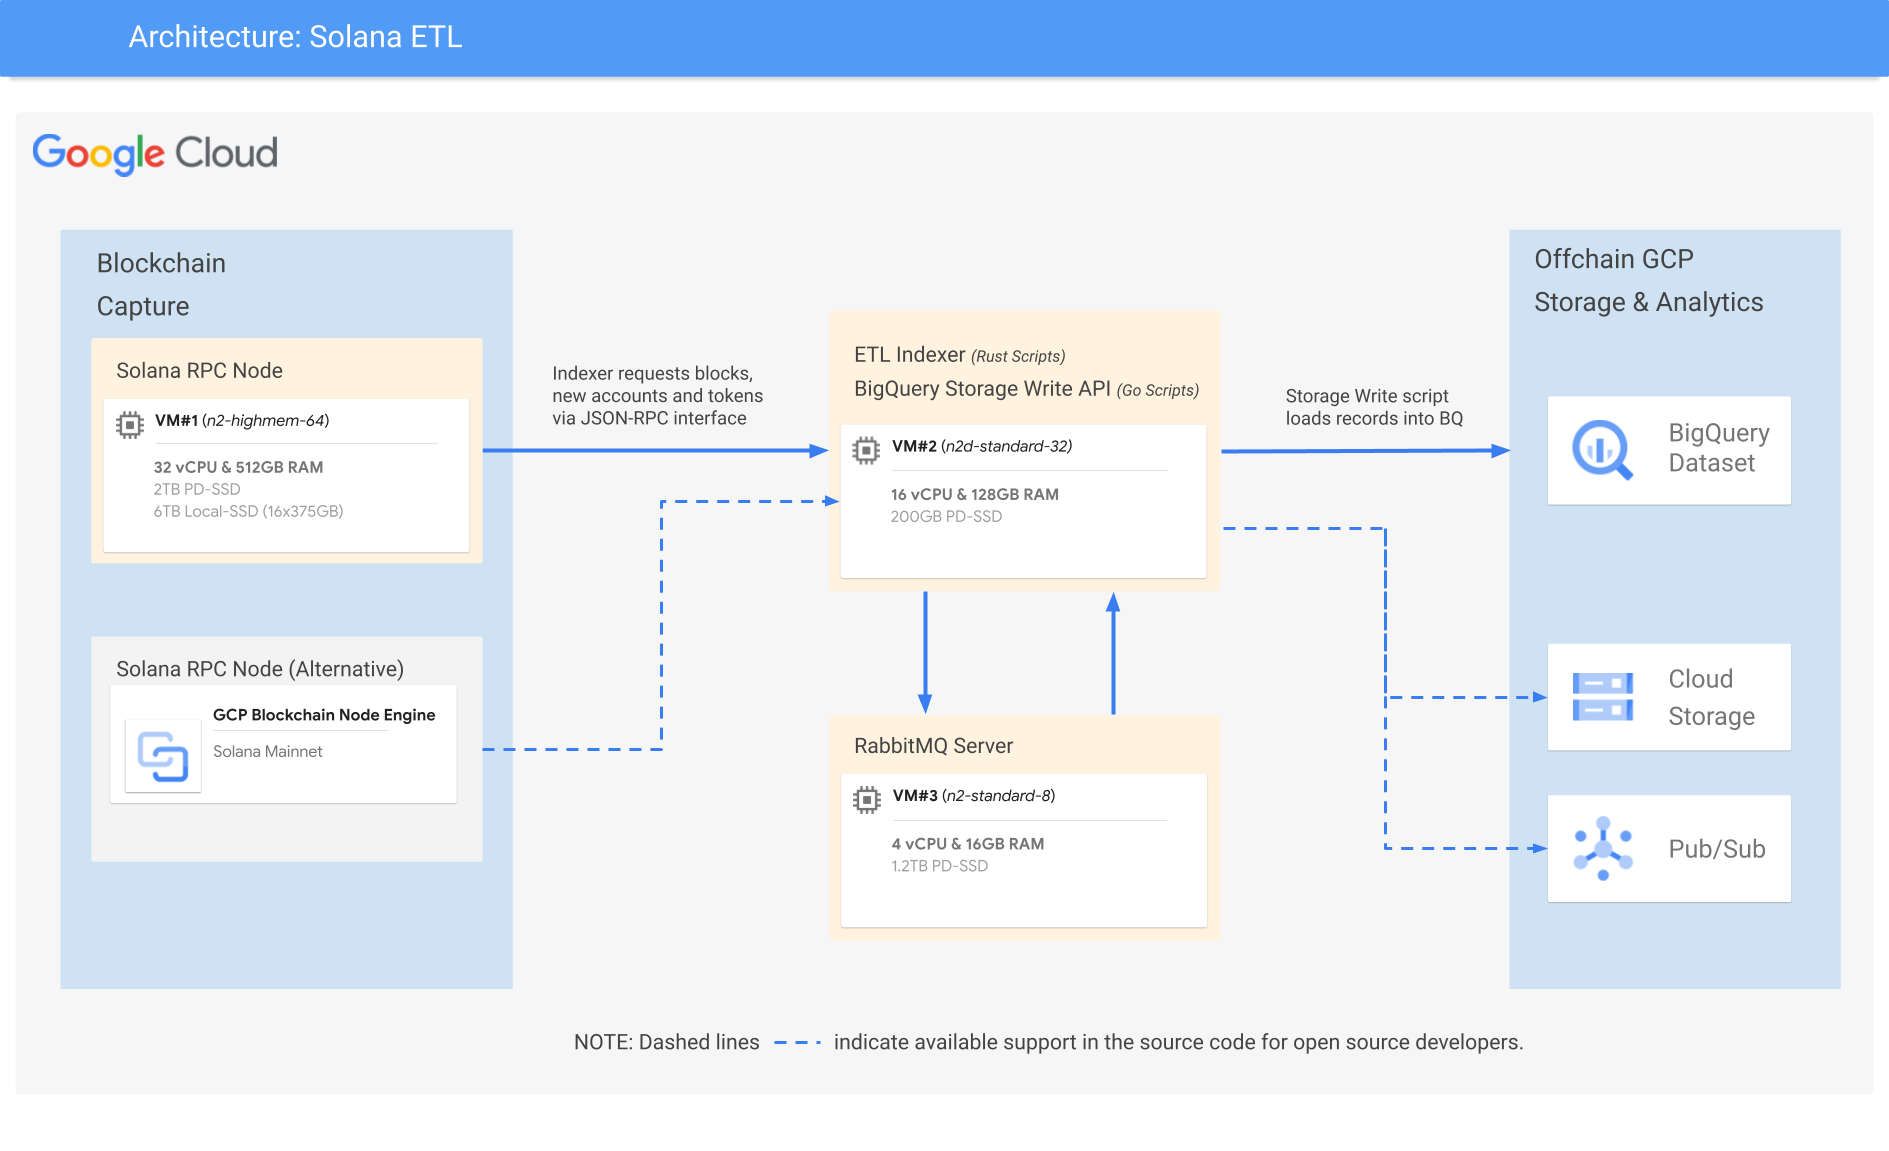 Architecture: Solana ETL
Google Cloud
Blockchain
Capture
Solana RPC Node
VM#1 (n2-highmem-64)
32 vCPU & 512GB RAM
2TB PD-SSD
6TB Local-SSD (16x375GB)
Solana RPC Node (Alternative)
GCP Blockchain Node Engine
Solana Mainnet
Indexer requests blocks,
new accounts and tokens
via JSON-RPC interface
ETL Indexer (Rust Scripts)
BigQuery Storage Write API (Go Scripts)
VM#2 (n2d-standard-32)
16 vCPU & 128GB RAM
200GB PD-SSD
RabbitMQ Server
VM#3 (n2-standard-8)
4 vCPU & 16GB RAM
1.2TB PD-SSD
Storage Write script
loads records into BQ
Offchain GCP
Storage & Analytics
BigQuery
Dataset
Cloud
Storage
Pub/Sub
NOTE: Dashed lines indicate available support in the source code for open source developers.